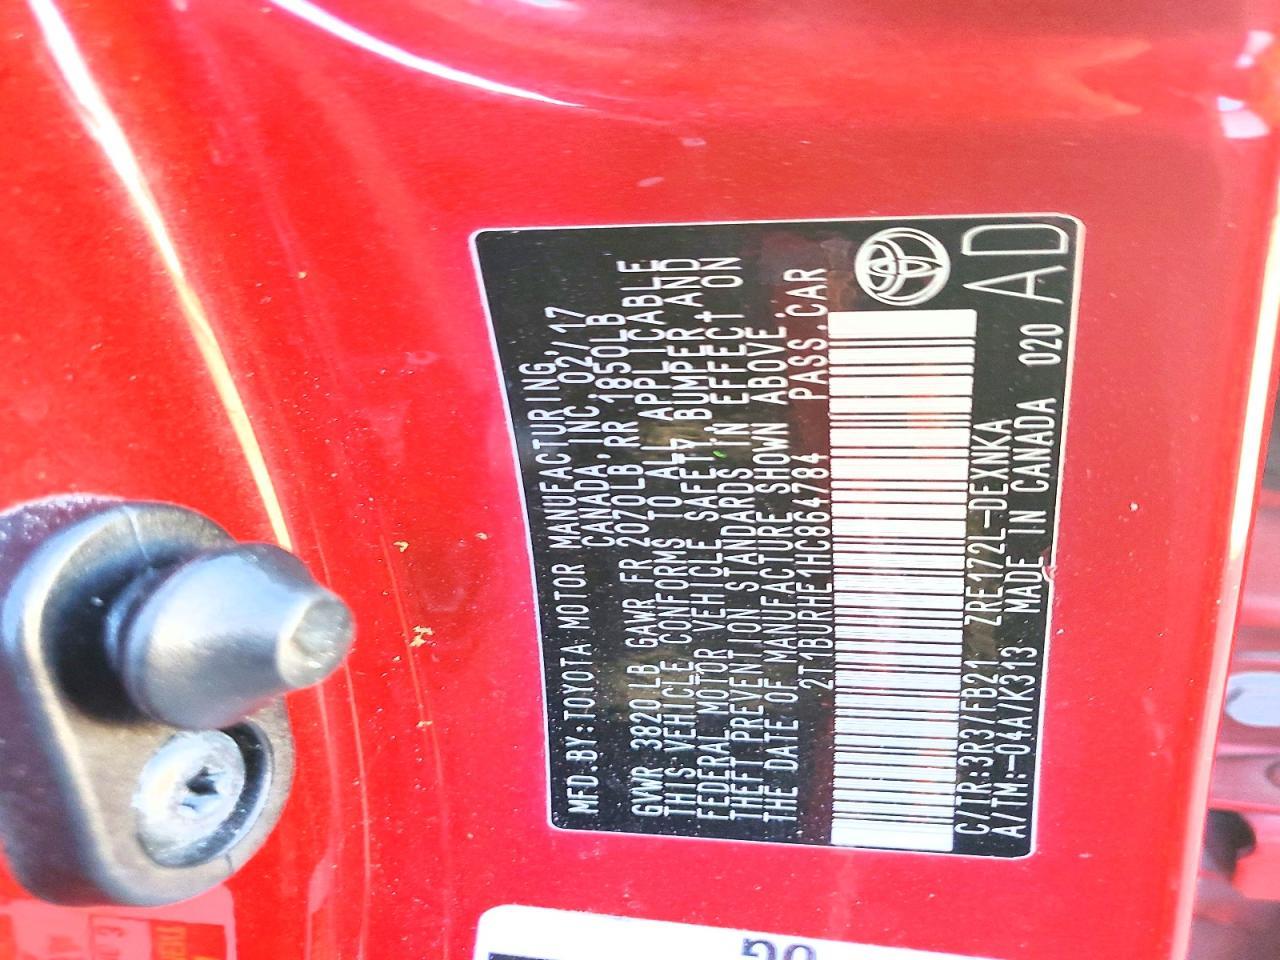 MFD.BY:TOYOTA MOTOR MANUFACTURING,
CANADA,INC.02/17
GVWR 3820LB GAWR FR 2070LB,RR 1850LB
THIS VEHICLE CONFORMS TO ALL APPLICABLE
FEDERAL MOTOR VEHICLE SAFETY,BUMPER,AND
THEFT PREVENTION STANDARDS IN EFFECT ON
THE DATE OF MANUFACTURE SHOWN ABOVE.
2T1BURHE1HC864784 PASS.CAR
C/TR:3R3/FB21 ZRE172L-DEXNKA
A/TM:-04A/K313 MADE IN CANADA 020 AD